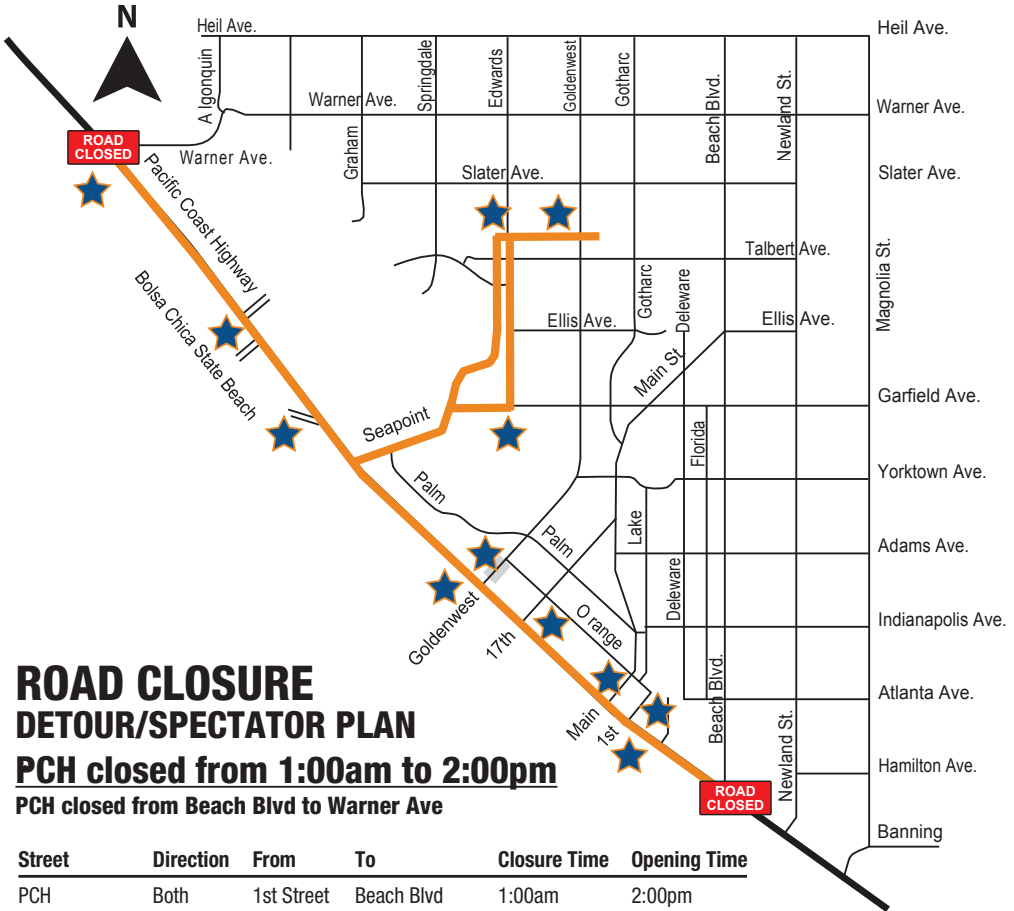 N
Heil Ave.
Heil Ave.
A lgonquin
Springdale
Edwards
Goldenwest
Gotharc
Beach Blvd.
Newland St.
Warner Ave.
Warner Ave.
ROAD
CLOSED
Warner Ave.
Graham
Slater Ave.
Slater Ave.
Pacific Coast Highway
Talbert Ave.
Magnolia St.
Bolsa Chica State Beach
Gotharc
Deleware
Ellis Ave.
Ellis Ave.
Main St.
Garfield Ave.
Seapoint
Florida
Palm
Yorktown Ave.
Palm
Lake
Adams Ave.
Deleware
Goldenwest
17th
O range
Indianapolis Ave.
Main
1st
Beach Blvd.
Atlanta Ave.
Newland St.
Hamilton Ave.
ROAD
CLOSED
Banning
ROAD CLOSURE
DETOUR/SPECTATOR PLAN
PCH closed from 1:00am to 2:00pm
PCH closed from Beach Blvd to Warner Ave
Street Direction From To Closure Time Opening Time
PCH Both 1st Street Beach Blvd 1:00am 2:00pm